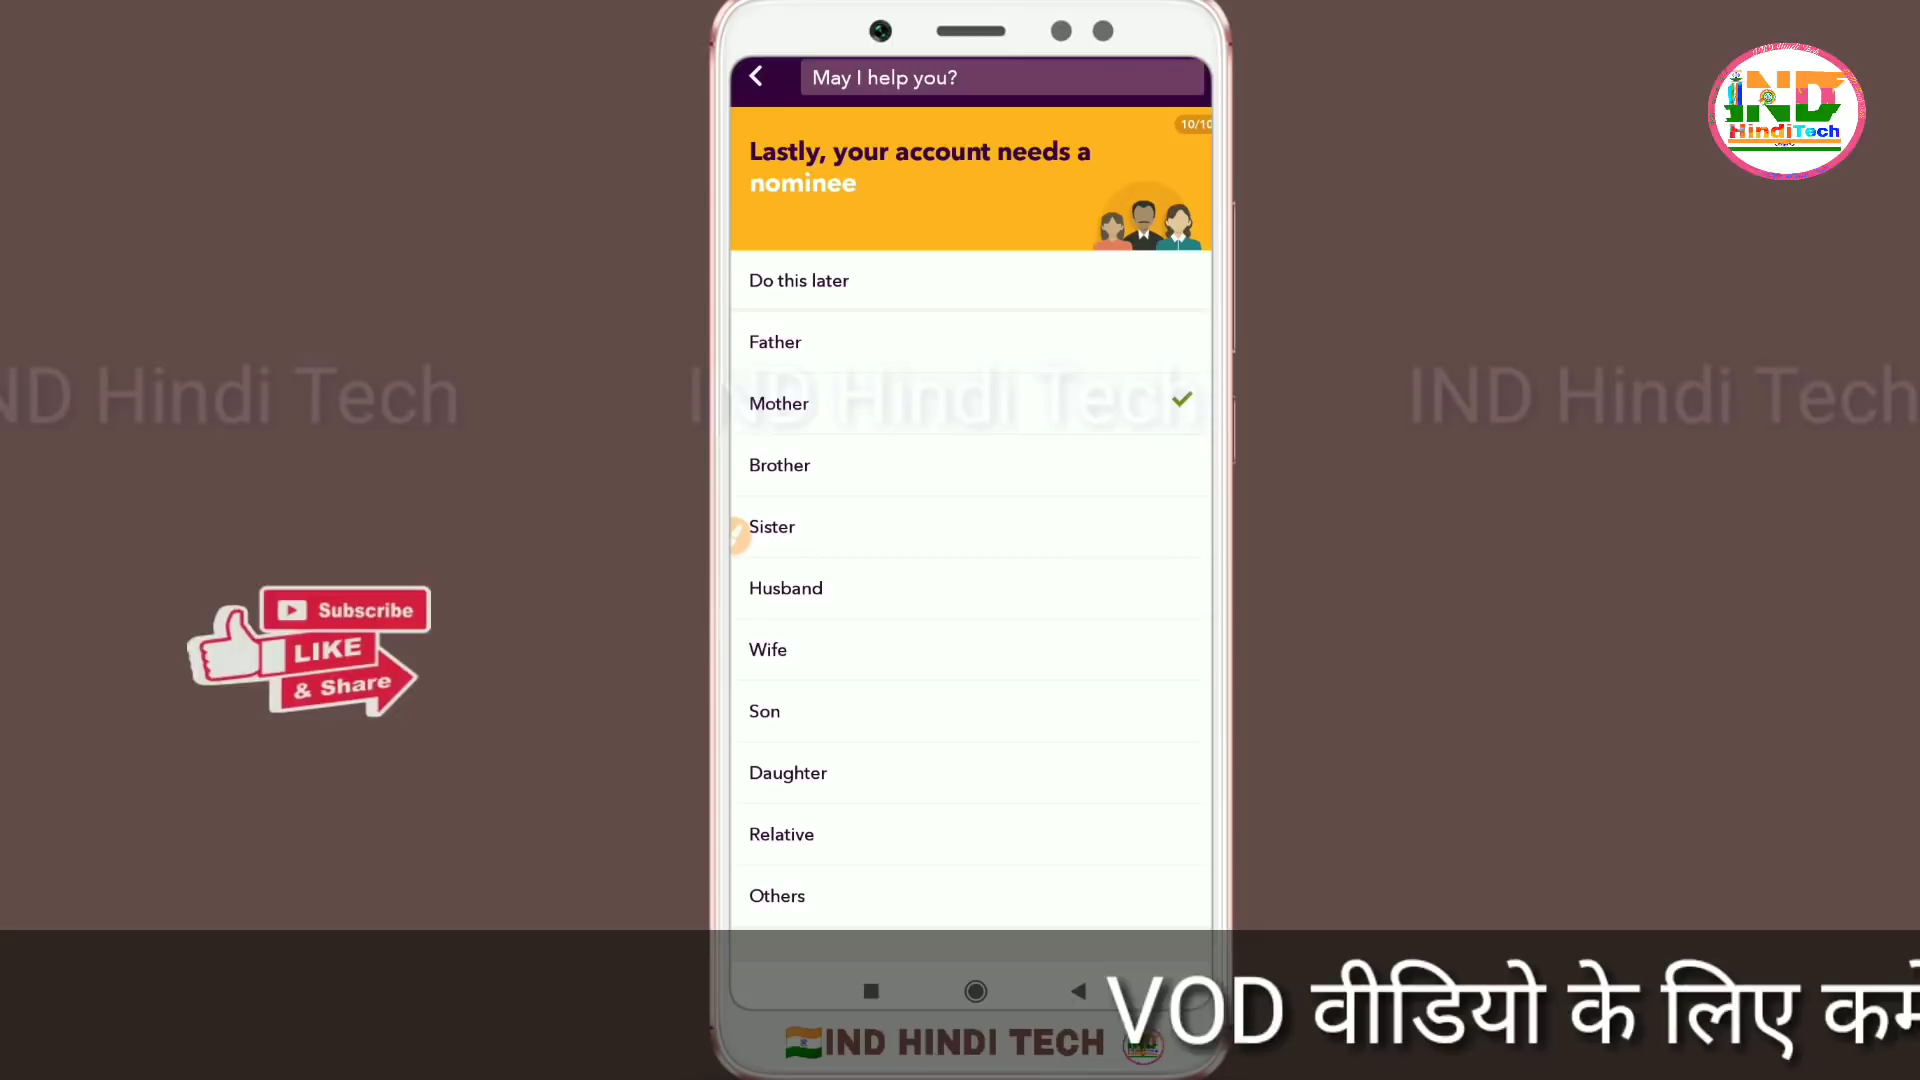 May I help you?
10/10
Lastly, your account needs a
nominee
Do this later
Father
Mother
Brother
Sister
Husband
Wife
Son
Daughter
Relative
Others
IND Hindi Tech
IND Hindi Tech
ND Hindi Tech
IND
HindiTech
Subscribe
LIKE
& Share
VOD वीडियो के लिए कमे
IND HINDI TECH